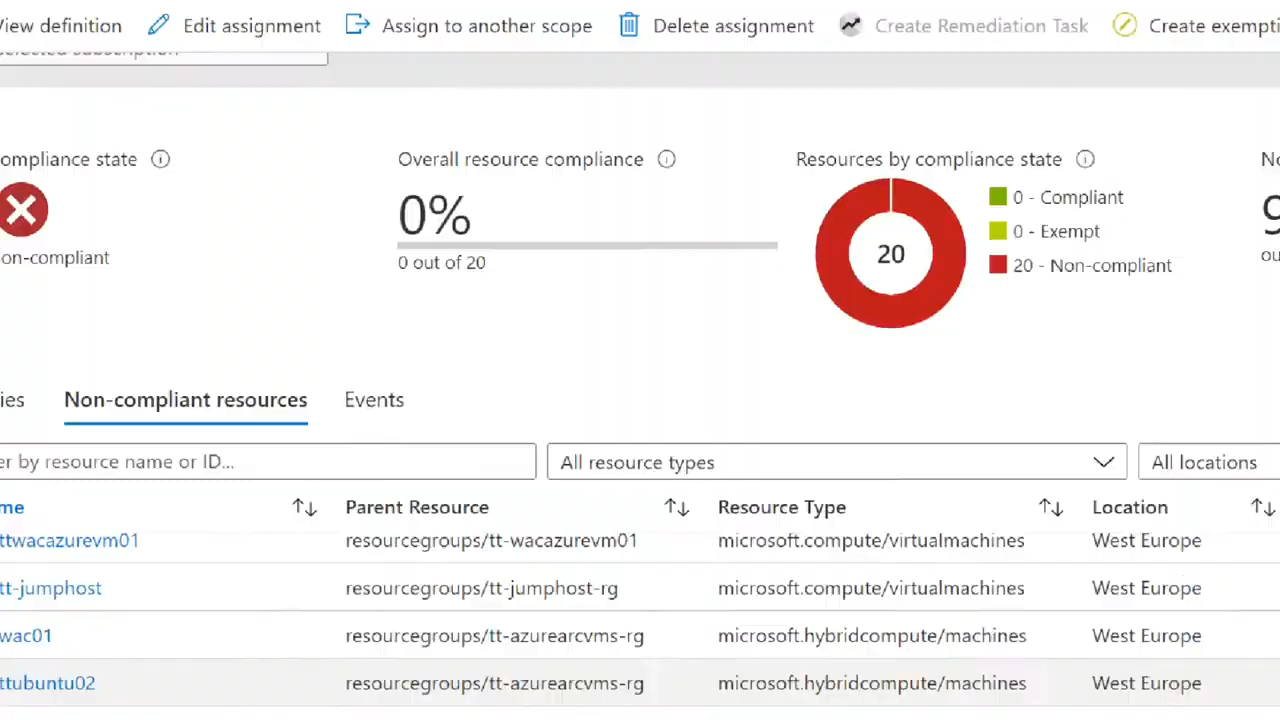 View definition Edit assignment Assign to another scope Delete assignment Create Remediation Task Create exempti
ompliance state Overall resource compliance Resources by compliance state
0%
0 out of 20
on-compliant
20
0 - Compliant
0 - Exempt
20 - Non-compliant
ies Non-compliant resources Events
er by resource name or ID... All resource types All locations
me Parent Resource Resource Type Location
ttwacazurevm01 resourcegroups/tt-wacazurevm01 microsoft.compute/virtualmachines West Europe
tt-jumphost resourcegroups/tt-jumphost-rg microsoft.compute/virtualmachines West Europe
wac01 resourcegroups/tt-azurearcvms-rg microsoft.hybridcompute/machines West Europe
ttubuntu02 resourcegroups/tt-azurearcvms-rg microsoft.hybridcompute/machines West Europe